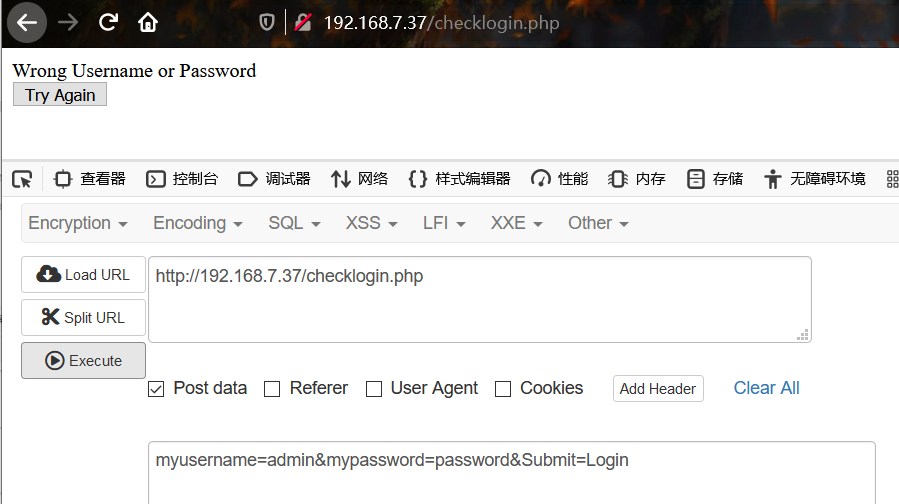 192.168.7.37/checklogin.php
Wrong Username or Password
Try Again
查看器 控制台 调试器 网络 样式编辑器 性能 内存 存储 无障碍环境
Encryption Encoding SQL XSS LFI XXE Other
Load URL
http://192.168.7.37/checklogin.php
Split URL
Execute
Post data Referer User Agent Cookies Add Header Clear All
myusername=admin&mypassword=password&Submit=Login